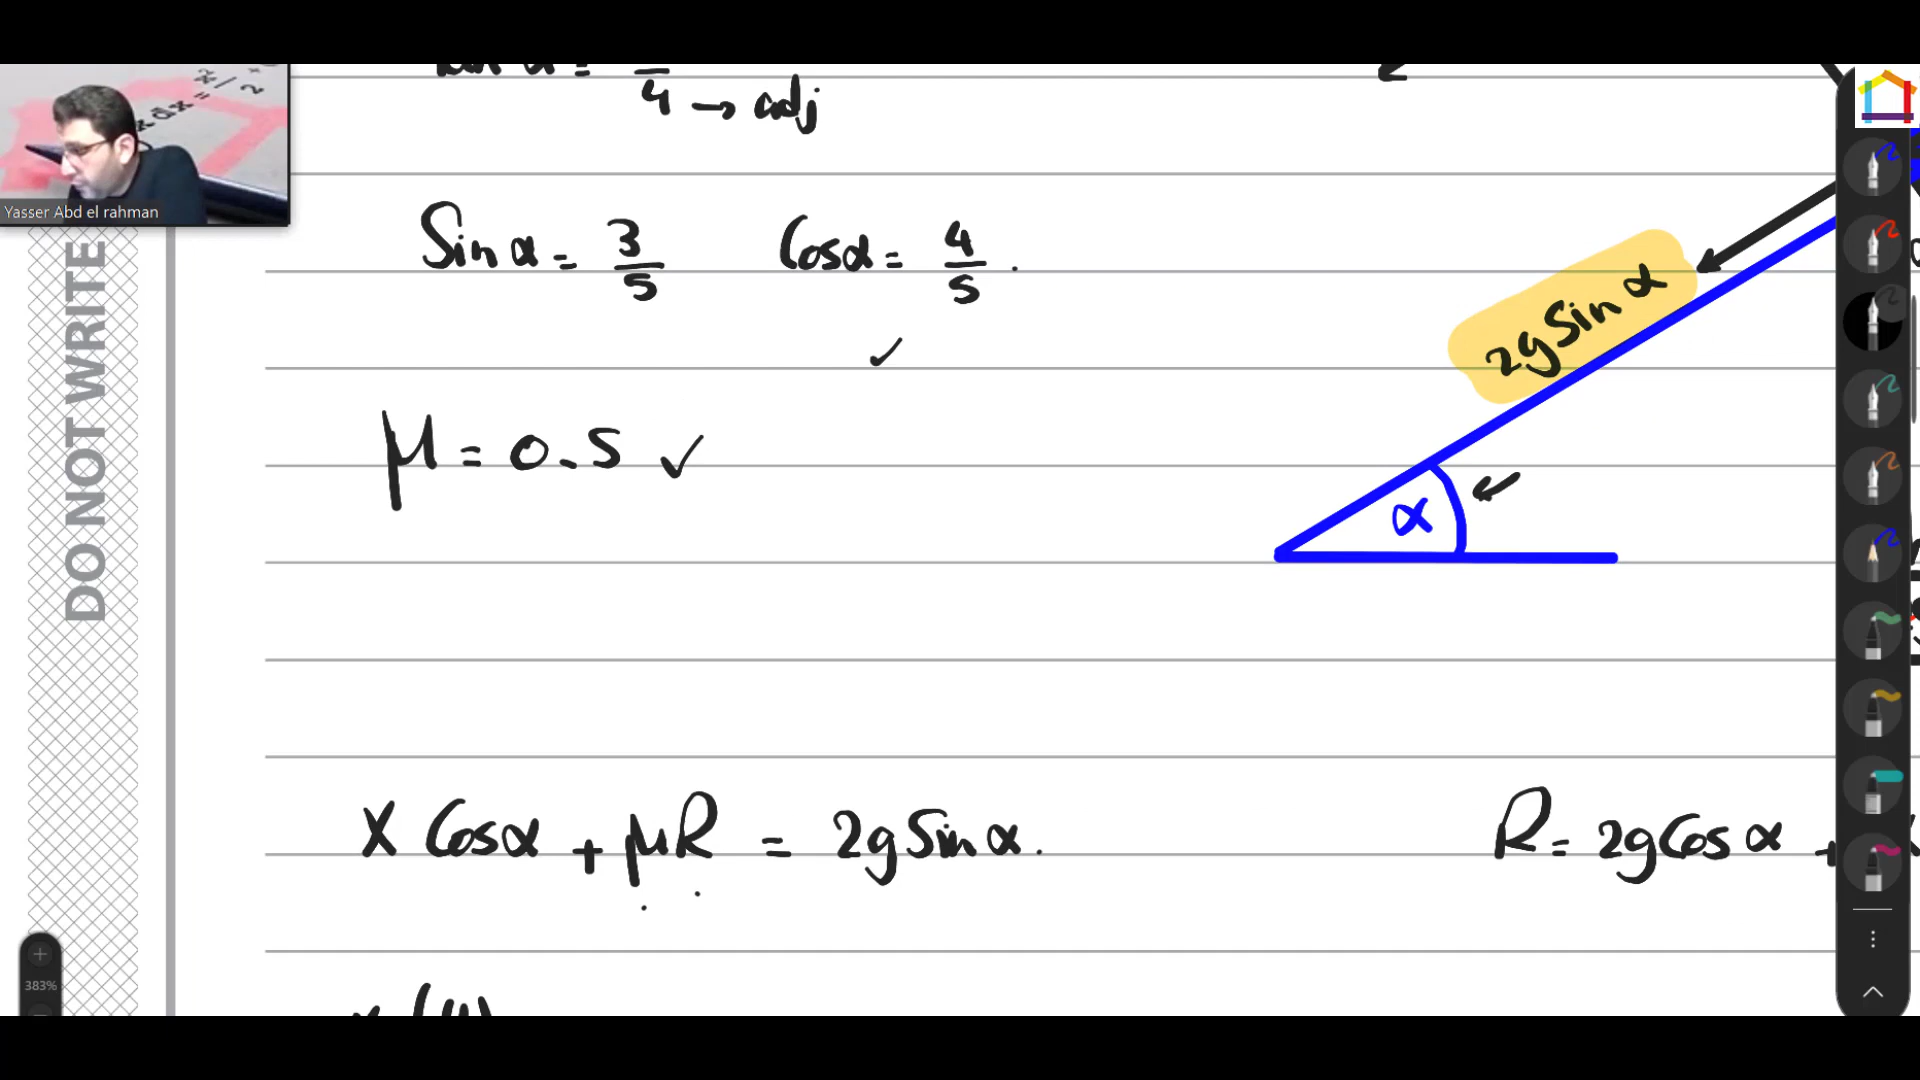 tan α = /4 → adj
Sin α = 3/5 Cos α = 4/5 .
Yasser Abd el rahman
DO NOT WRITE
2g Sin α
μ = 0.5 ✓
α
X Cos α + μR = 2g Sin α .
R = 2g Cos α +
383%